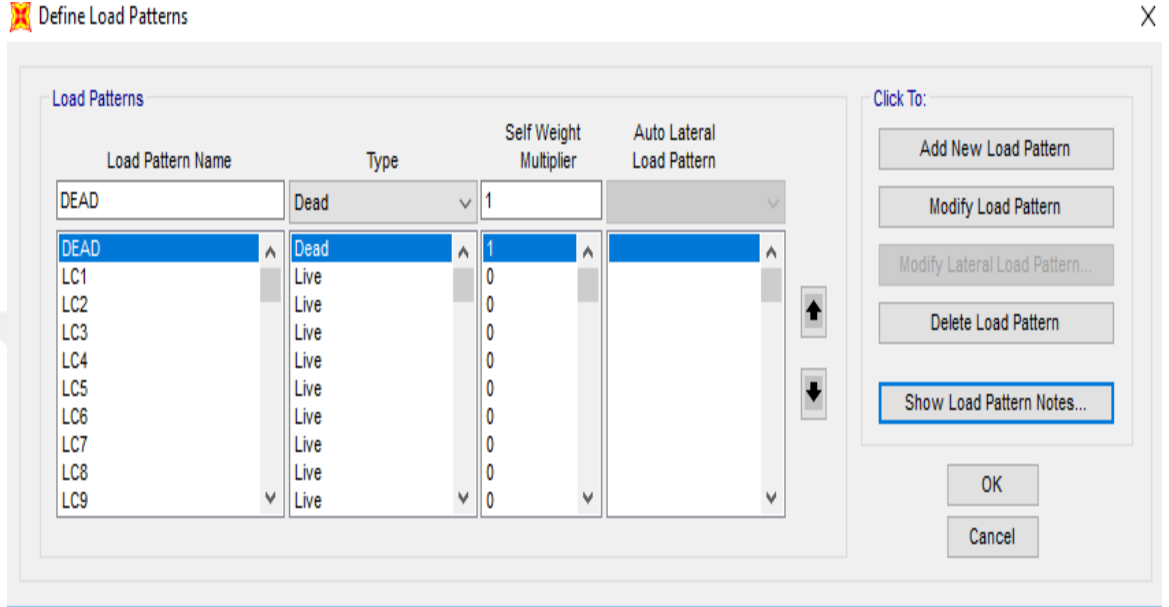 Define Load Patterns
Load Patterns
Click To:
Load Pattern Name Type Self Weight Multiplier Auto Lateral Load Pattern
DEAD Dead 1
DEAD Dead 1
LC1 Live 0
LC2 Live 0
LC3 Live 0
LC4 Live 0
LC5 Live 0
LC6 Live 0
LC7 Live 0
LC8 Live 0
LC9 Live 0
Add New Load Pattern
Modify Load Pattern
Modify Lateral Load Pattern...
Delete Load Pattern
Show Load Pattern Notes...
OK
Cancel